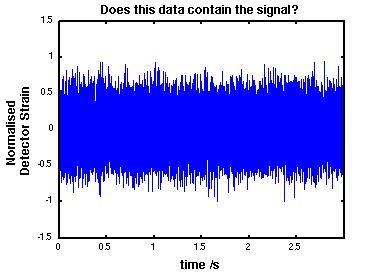 Does this data contain the signal?
1.5
1
0.5
0
-0.5
-1
-1.5
Normalised
Detector Strain
0 0.5 1 1.5 2 2.5
time /s